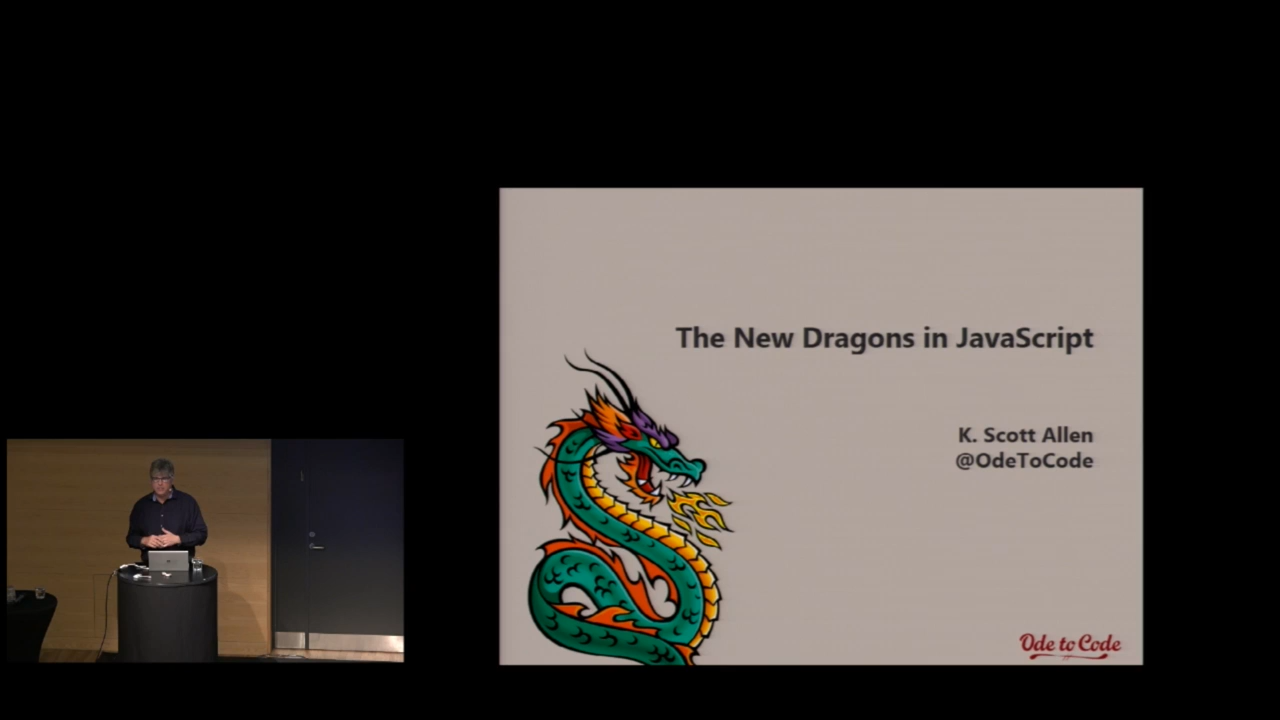 The New Dragons in JavaScript
K. Scott Allen
@OdeToCode
Ode to Code